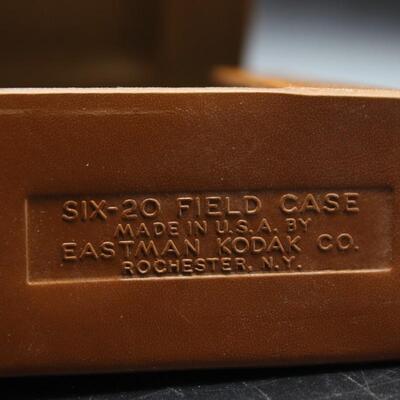 SIX-20 FIELD CASE
MADE IN U.S.A. BY
EASTMAN KODAK CO.
ROCHESTER, N.Y.